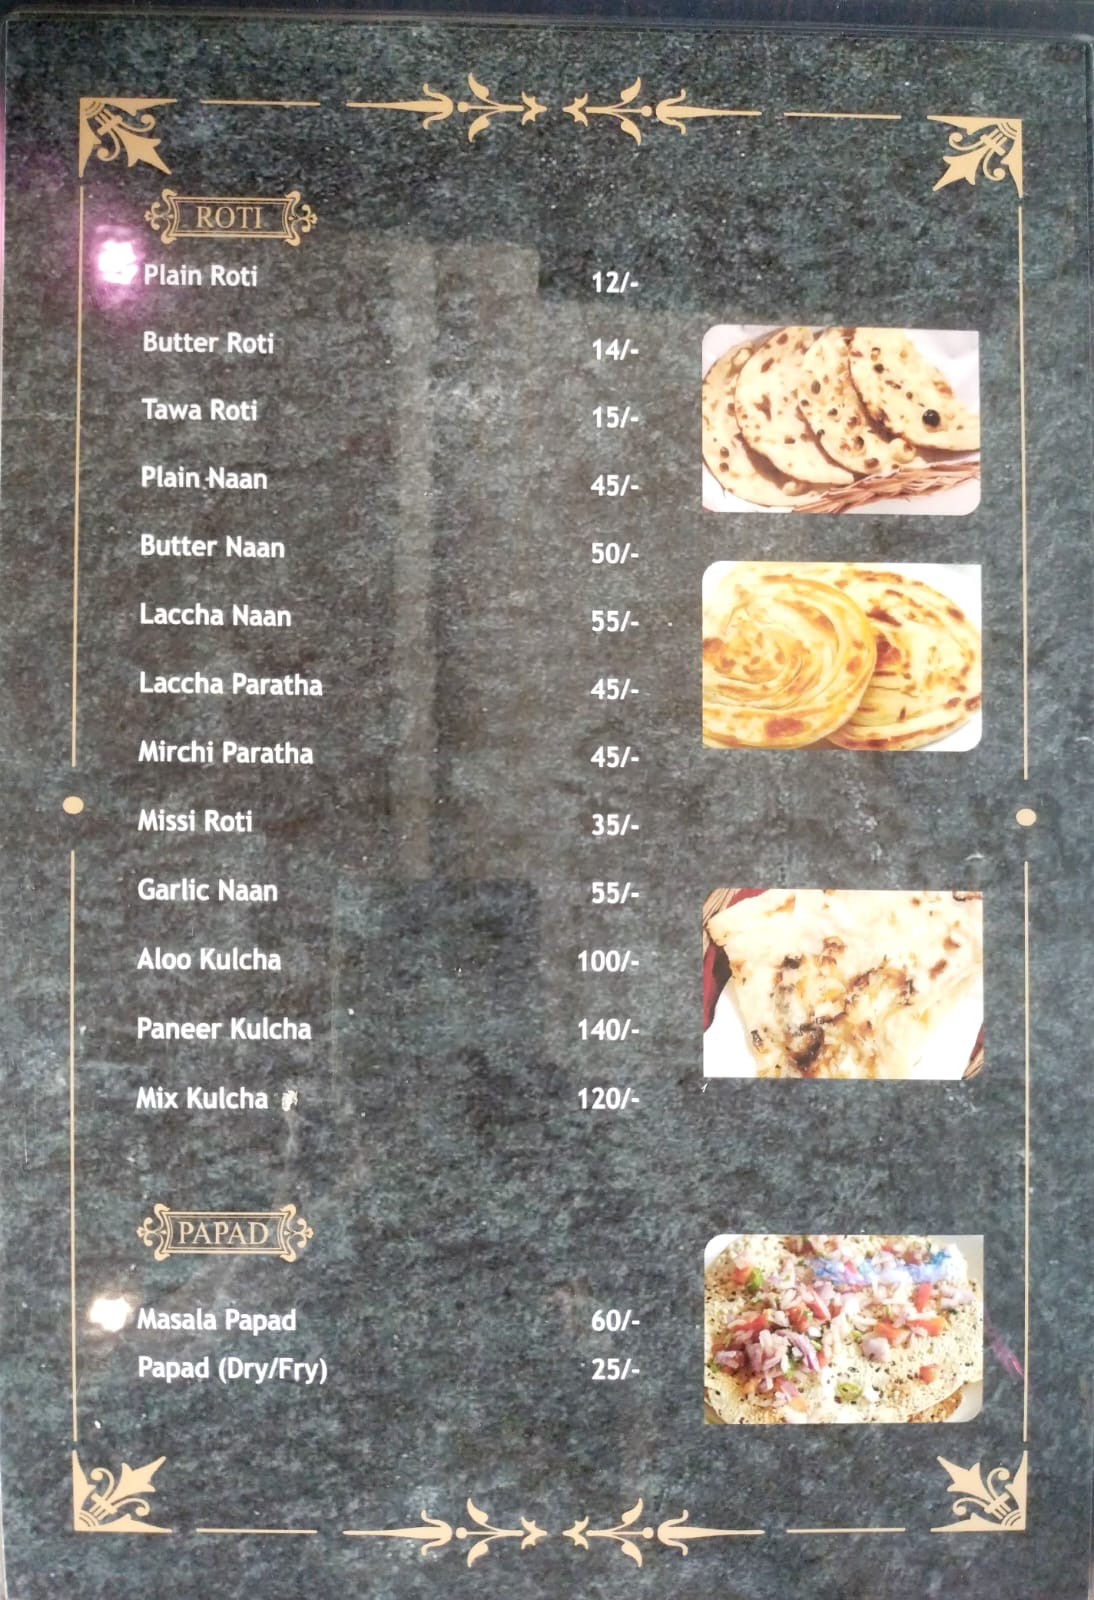 ROTI
Plain Roti 12/-
Butter Roti 14/-
Tawa Roti 15/-
Plain Naan 45/-
Butter Naan 50/-
Laccha Naan 55/-
Laccha Paratha 45/-
Mirchi Paratha 45/-
Missi Roti 35/-
Garlic Naan 55/-
Aloo Kulcha 100/-
Paneer Kulcha 140/-
Mix Kulcha 120/-
PAPAD
Masala Papad 60/-
Papad (Dry/Fry) 25/-